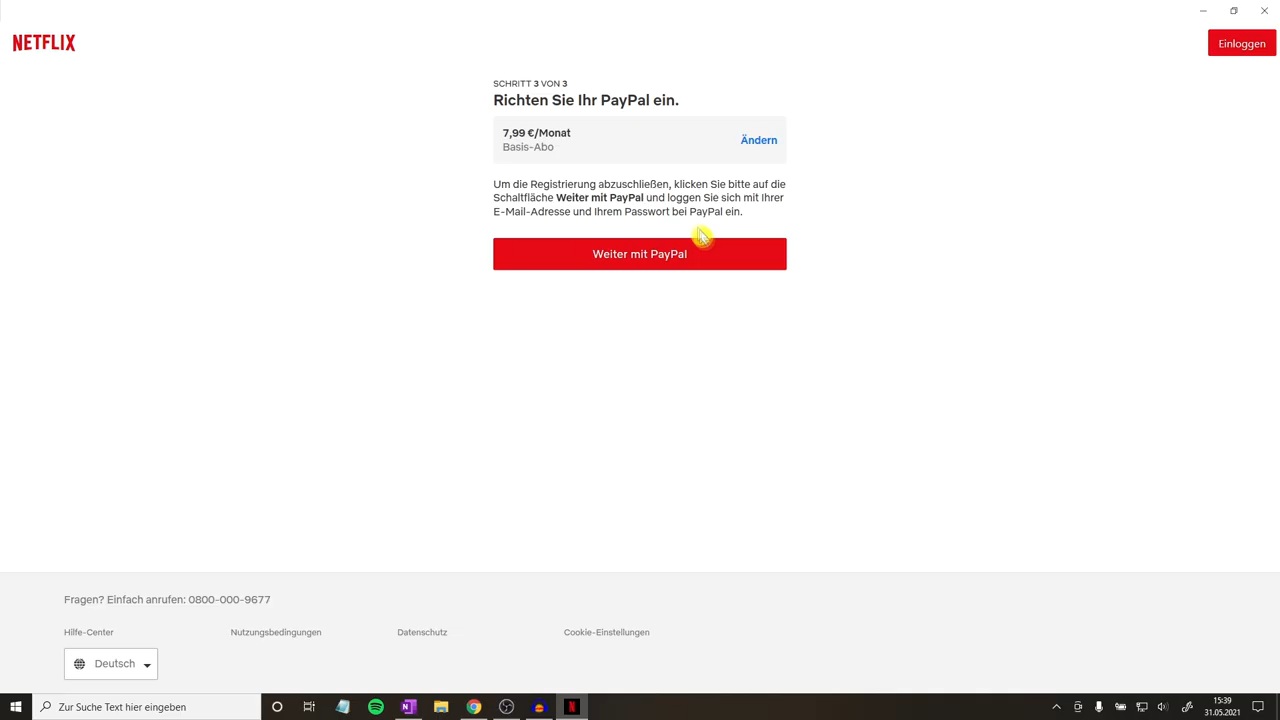 NETFLIX
Einloggen
SCHRITT 3 VON 3
Richten Sie Ihr PayPal ein.
7,99 €/Monat
Basis-Abo
Ändern
Um die Registrierung abzuschließen, klicken Sie bitte auf die
Schaltfläche Weiter mit PayPal und loggen Sie sich mit Ihrer
E-Mail-Adresse und Ihrem Passwort bei PayPal ein.
Weiter mit PayPal
Fragen? Einfach anrufen: 0800-000-9677
Hilfe-Center
Nutzungsbedingungen
Datenschutz
Cookie-Einstellungen
Deutsch
Zur Suche Text hier eingeben
15:39
31.05.2021